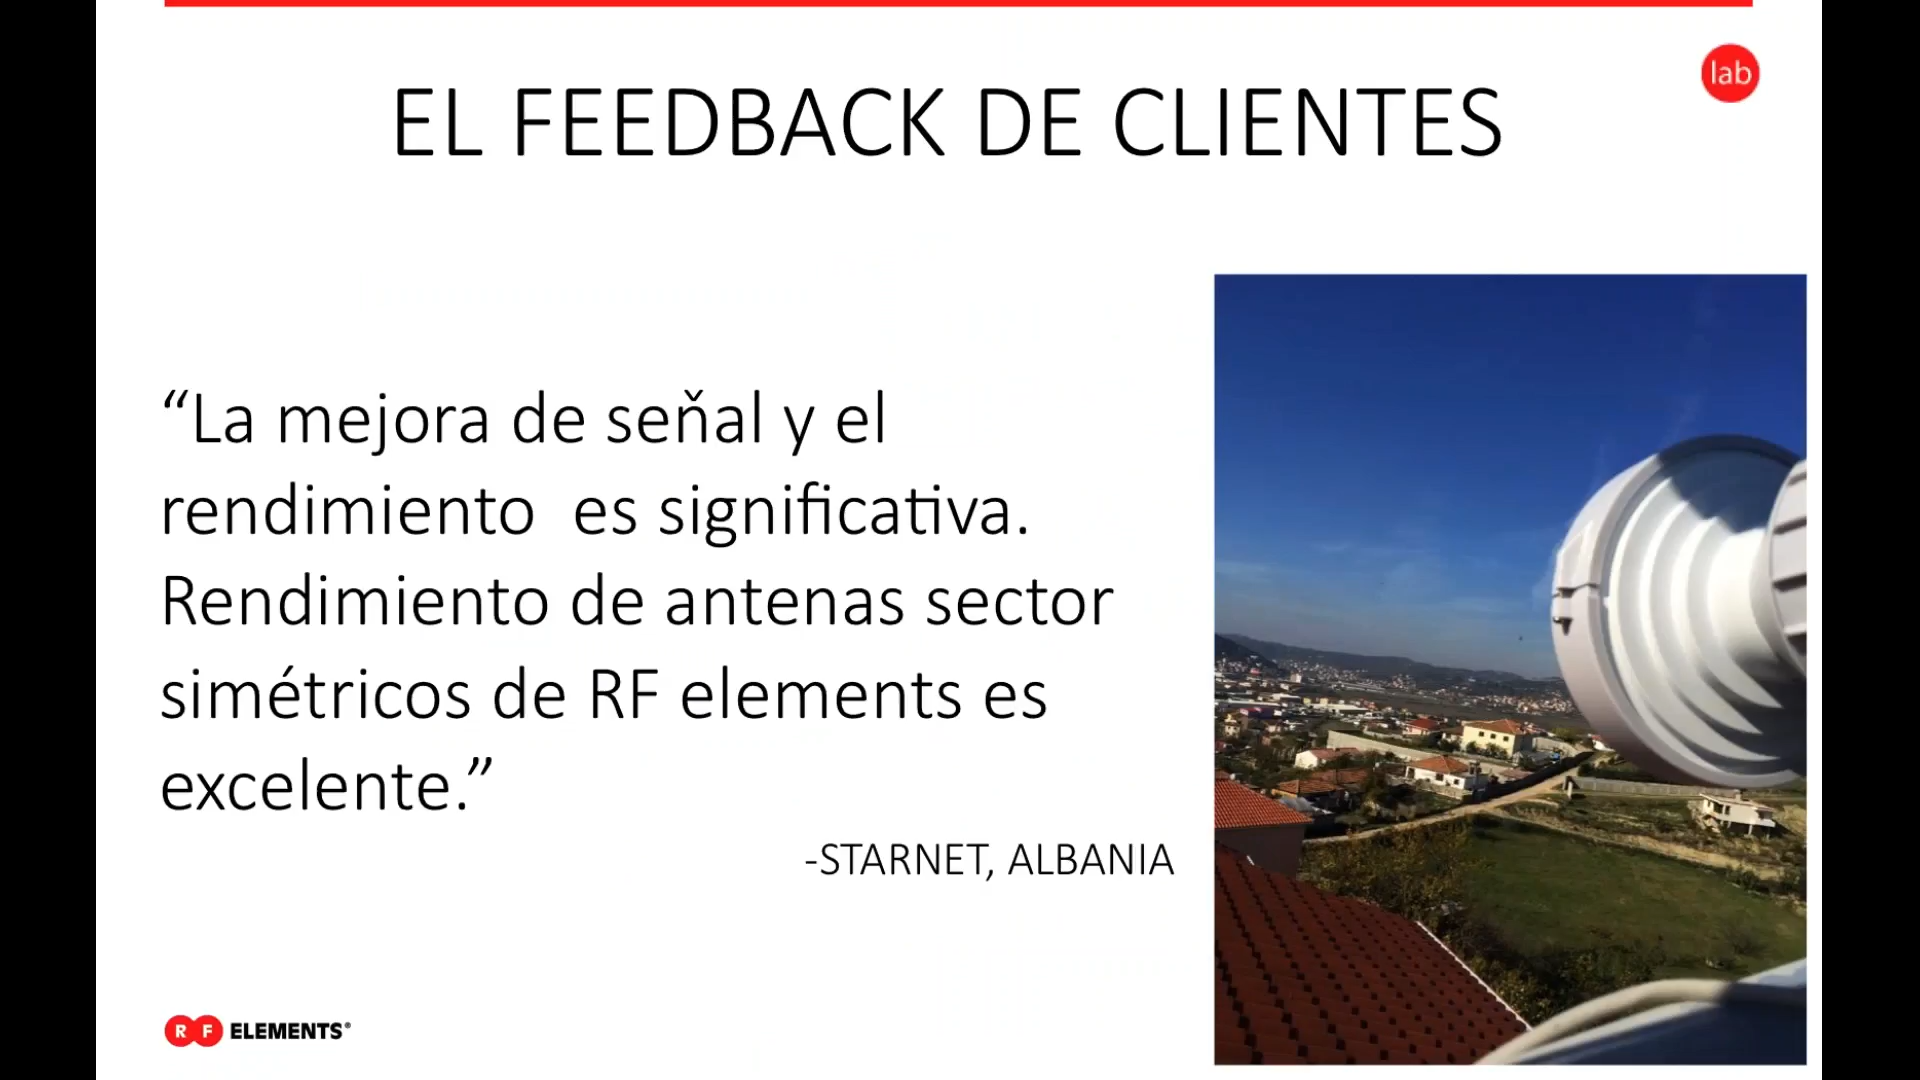 lab
EL FEEDBACK DE CLIENTES
“La mejora de seňal y el
rendimiento  es significativa.
Rendimiento de antenas sector
simétricos de RF elements es
excelente.”
-STARNET, ALBANIA
RF ELEMENTS®